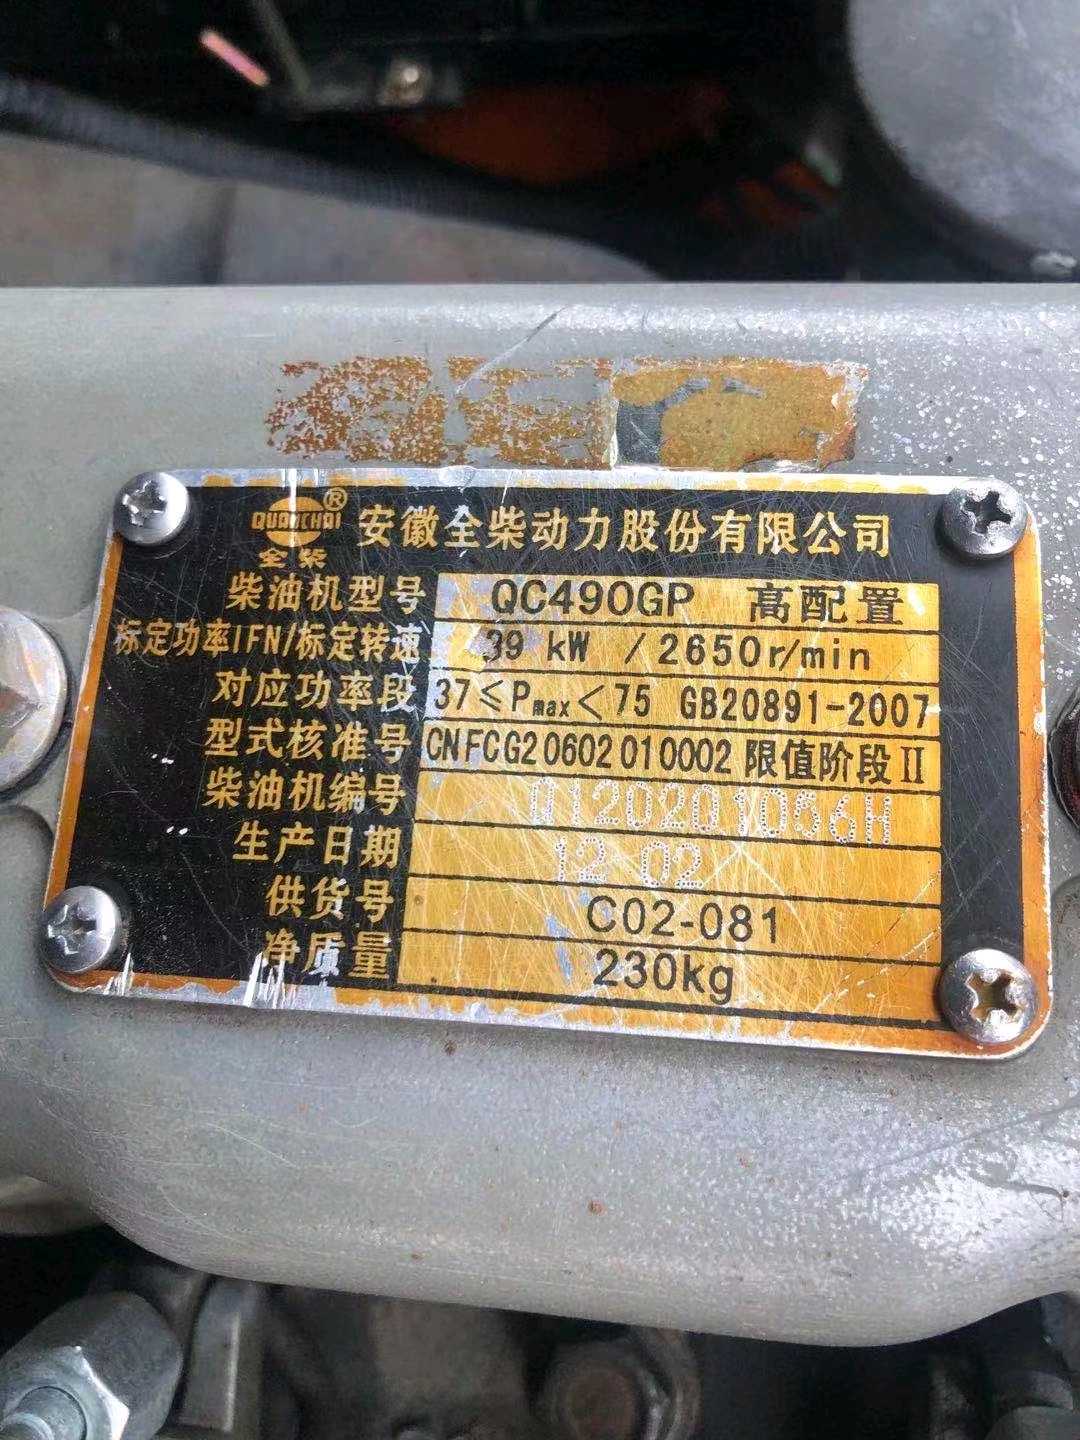 QUANCHAI® 安徽全柴动力股份有限公司
全柴
柴油机型号 QC490GP 高配置
标定功率IFN/标定转速 39 kW / 2650r/min
对应功率段 37≤Pmax<75 GB20891-2007
型式核准号 CNFCG20602010002 限值阶段Ⅱ
柴油机编号 Q120201056H
生产日期 12 02
供货号 C02-081
净质量 230kg